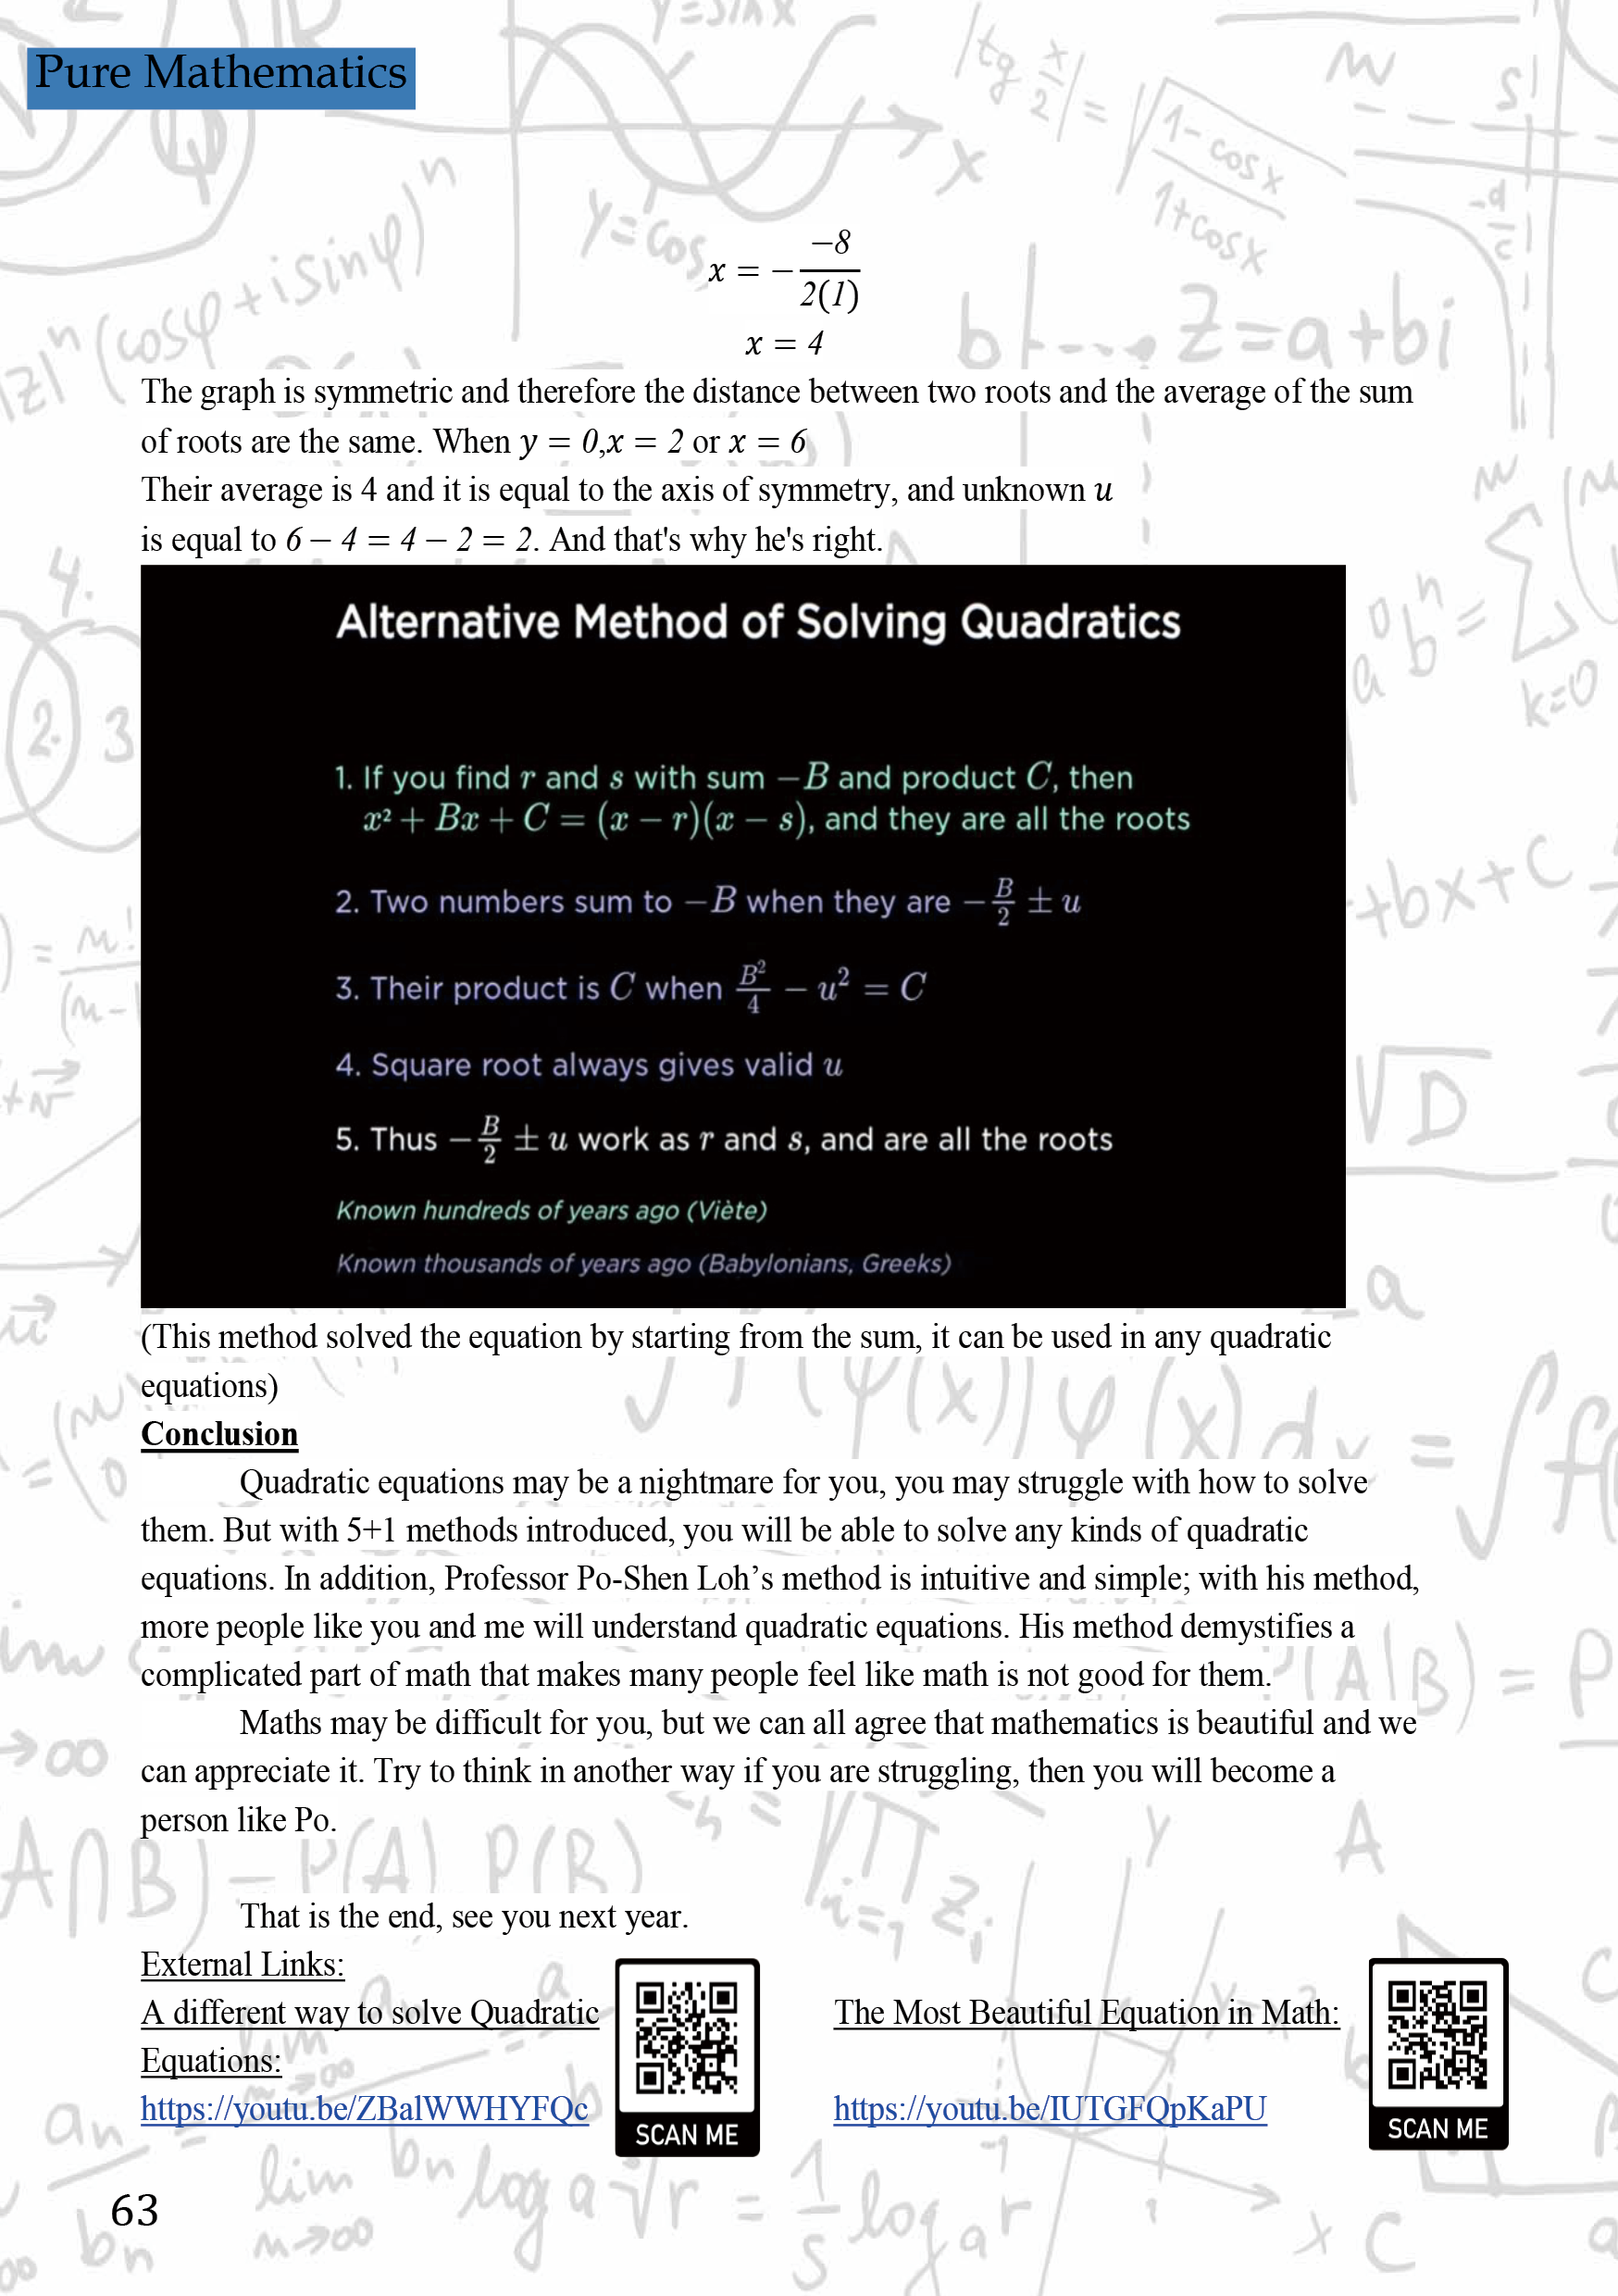 Pure Mathematics
x = − −8 / 2(1)
x = 4
The graph is symmetric and therefore the distance between two roots and the average of the sum
of roots are the same. When y = 0,x = 2 or x = 6
Their average is 4 and it is equal to the axis of symmetry, and unknown u
is equal to 6 − 4 = 4 − 2 = 2. And that's why he's right.
Alternative Method of Solving Quadratics
1. If you find r and s with sum −B and product C, then
x² + Bx + C = (x − r)(x − s), and they are all the roots
2. Two numbers sum to −B when they are −B/2 ± u
3. Their product is C when B²/4 − u² = C
4. Square root always gives valid u
5. Thus −B/2 ± u work as r and s, and are all the roots
Known hundreds of years ago (Viète)
Known thousands of years ago (Babylonians, Greeks)
(This method solved the equation by starting from the sum, it can be used in any quadratic
equations)
Conclusion
Quadratic equations may be a nightmare for you, you may struggle with how to solve
them. But with 5+1 methods introduced, you will be able to solve any kinds of quadratic
equations. In addition, Professor Po-Shen Loh’s method is intuitive and simple; with his method,
more people like you and me will understand quadratic equations. His method demystifies a
complicated part of math that makes many people feel like math is not good for them.
Maths may be difficult for you, but we can all agree that mathematics is beautiful and we
can appreciate it. Try to think in another way if you are struggling, then you will become a
person like Po.
That is the end, see you next year.
External Links:
A different way to solve Quadratic
Equations:
https://youtu.be/ZBalWWHYFQc
SCAN ME
The Most Beautiful Equation in Math:
https://youtu.be/IUTGFQpKaPU
SCAN ME
63